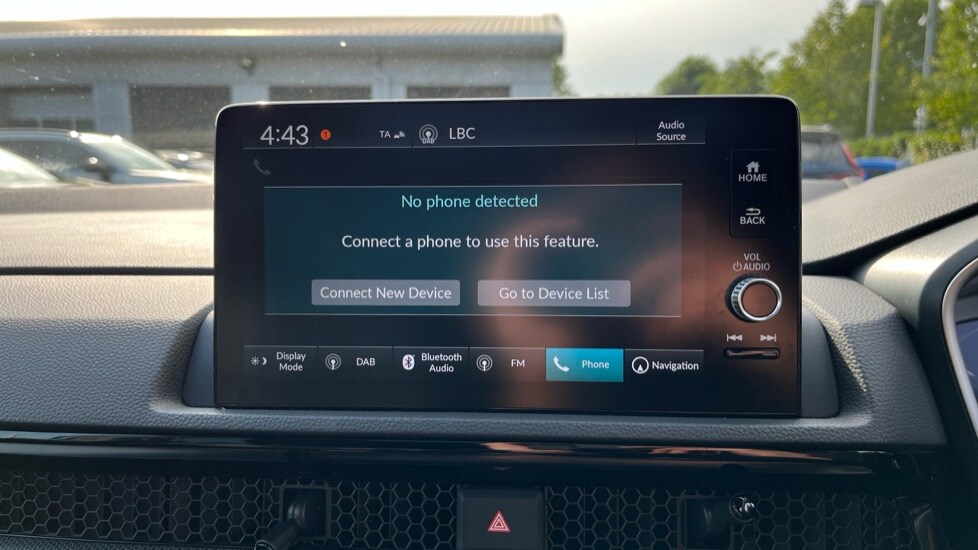 4:43 1 TA DAB LBC Audio
Source
HOME
No phone detected
BACK
Connect a phone to use this feature.
VOL
AUDIO
Connect New Device Go to Device List
Display
Mode
DAB
Bluetooth
Audio
FM
Phone
Navigation